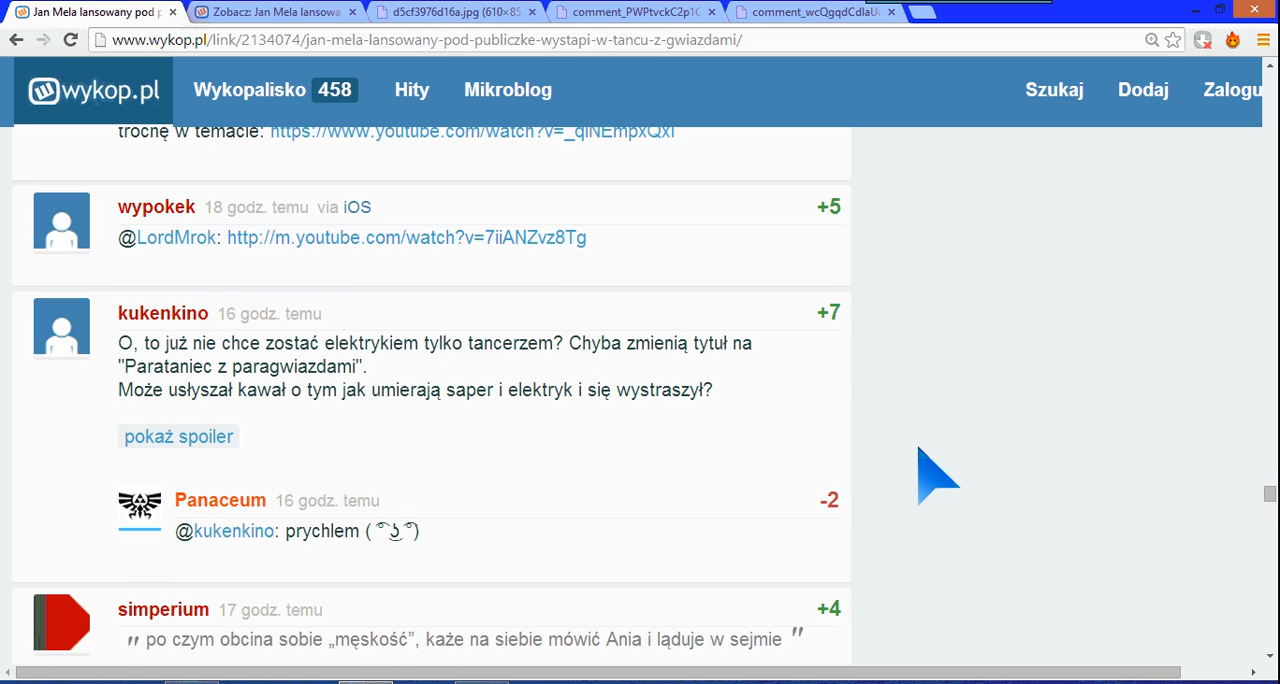 Jan Mela lansowany pod p
Zobacz: Jan Mela lansowa
d5cf3976d16a.jpg (610×85
comment_PWPtvckC2p1C
comment_wcQgqdCdlaU
www.wykop.pl/link/2134074/jan-mela-lansowany-pod-publiczke-wystapi-w-tancu-z-gwiazdami/
wykop.pl Wykopalisko 458 Hity Mikroblog Szukaj Dodaj Zalogu
trochę w temacie: https://www.youtube.com/watch?v=_qlNEmpxQxI
wypokek 18 godz. temu via iOS +5
@LordMrok: http://m.youtube.com/watch?v=7iiANZvz8Tg
kukenkino 16 godz. temu +7
O, to już nie chce zostać elektrykiem tylko tancerzem? Chyba zmienią tytuł na
"Parataniec z paragwiazdami".
Może usłyszał kawał o tym jak umierają saper i elektryk i się wystraszył?
pokaż spoiler
Panaceum 16 godz. temu -2
@kukenkino: prychlem ( ͡° ͜ʖ ͡°)
simperium 17 godz. temu +4
" po czym obcina sobie „męskość”, każe na siebie mówić Ania i ląduje w sejmie "